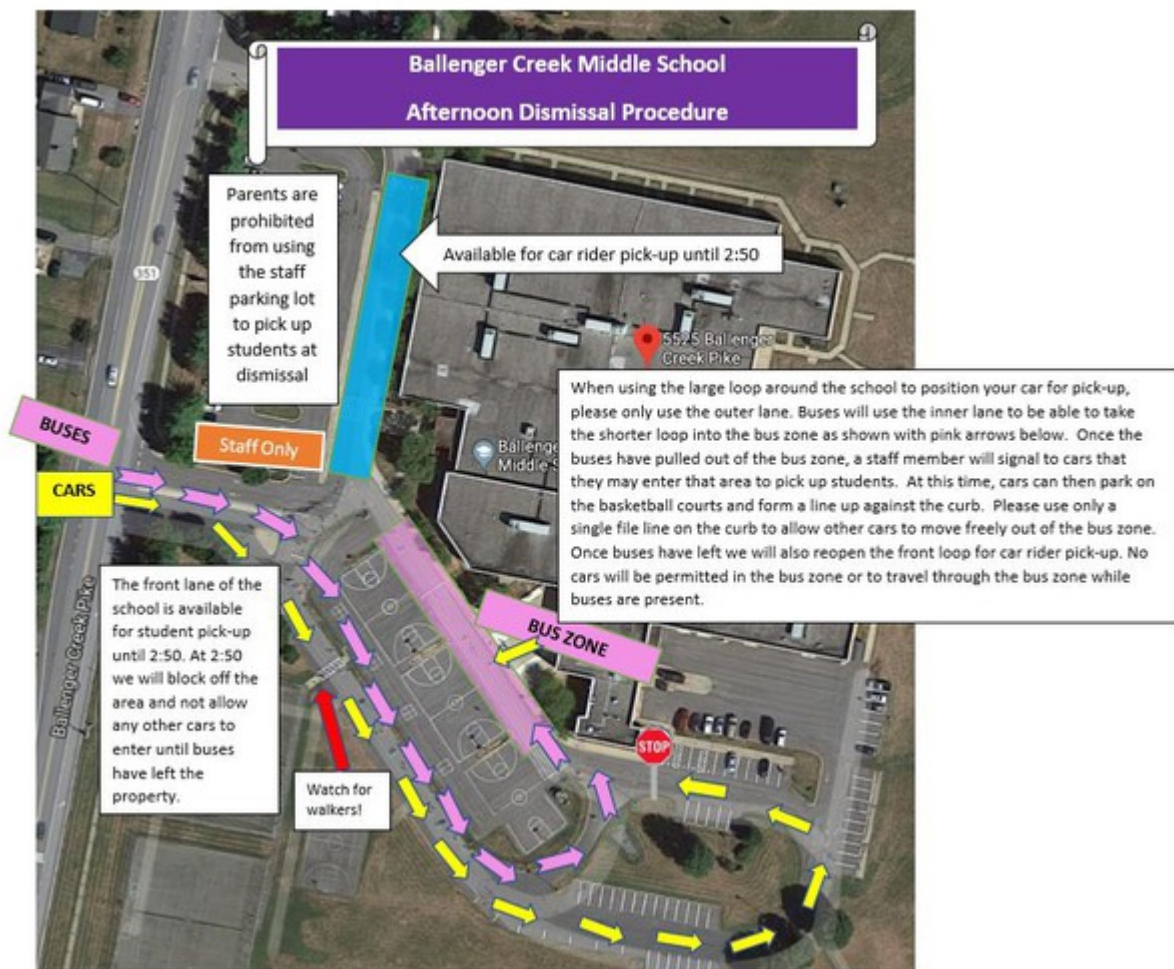 Ballenger Creek Middle School
Afternoon Dismissal Procedure
Parents are
prohibited
from using
the staff
parking lot
to pick up
students at
dismissal
Available for car rider pick-up until 2:50
351
5525 Ballenger
Creek Pike
When using the large loop around the school to position your car for pick-up,
please only use the outer lane. Buses will use the inner lane to be able to take
the shorter loop into the bus zone as shown with pink arrows below. Once the
buses have pulled out of the bus zone, a staff member will signal to cars that
they may enter that area to pick up students. At this time, cars can then park on
the basketball courts and form a line up against the curb. Please use only a
single file line on the curb to allow other cars to move freely out of the bus zone.
Once buses have left we will also reopen the front loop for car rider pick-up. No
cars will be permitted in the bus zone or to travel through the bus zone while
buses are present.
BUSES
Staff Only
Ballenger
Middle S
CARS
The front lane of the
school is available
for student pick-up
until 2:50. At 2:50
we will block off the
area and not allow
any other cars to
enter until buses
have left the
property.
Ballenger Creek Pike
BUS ZONE
STOP
Watch for
walkers!